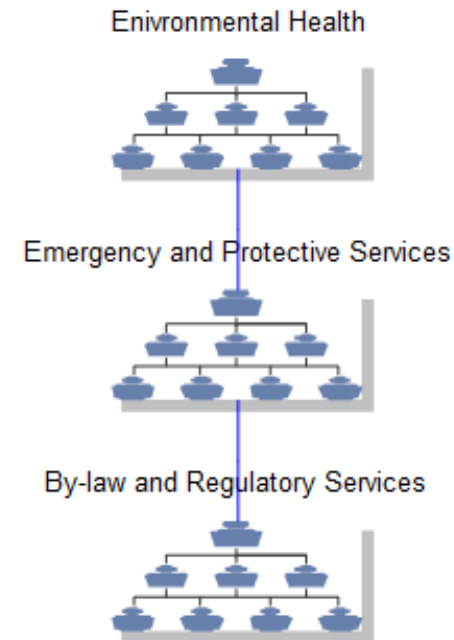 Enivronmental Health
Emergency and Protective Services
By-law and Regulatory Services